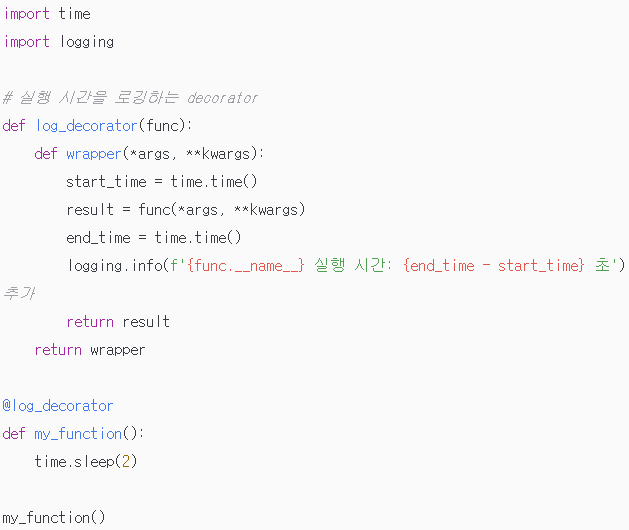 import time
import logging

# 실행 시간을 로깅하는 decorator
def log_decorator(func):
    def wrapper(*args, **kwargs):
        start_time = time.time()
        result = func(*args, **kwargs)
        end_time = time.time()
        logging.info(f'{func.__name__} 실행 시간: {end_time - start_time} 초')
추가
        return result
    return wrapper

@log_decorator
def my_function():
    time.sleep(2)

my_function()